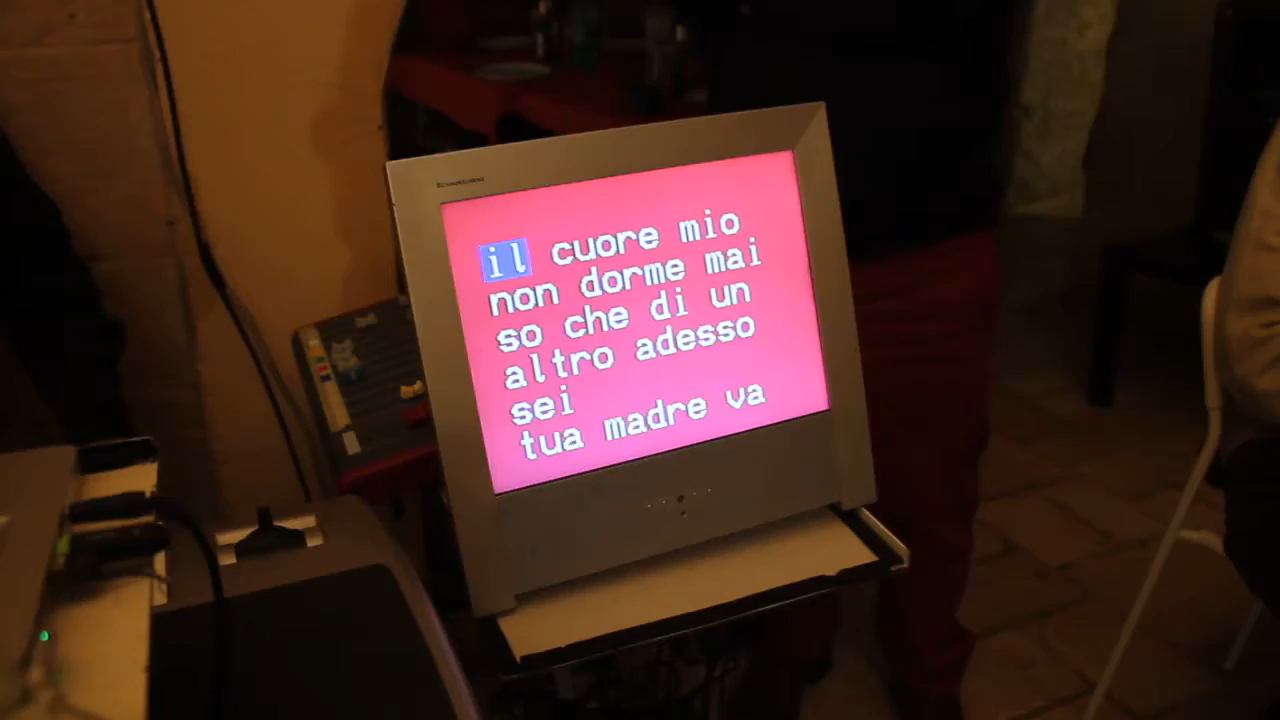 il cuore mio
non dorme mai
so che di un
altro adesso
sei
tua madre va